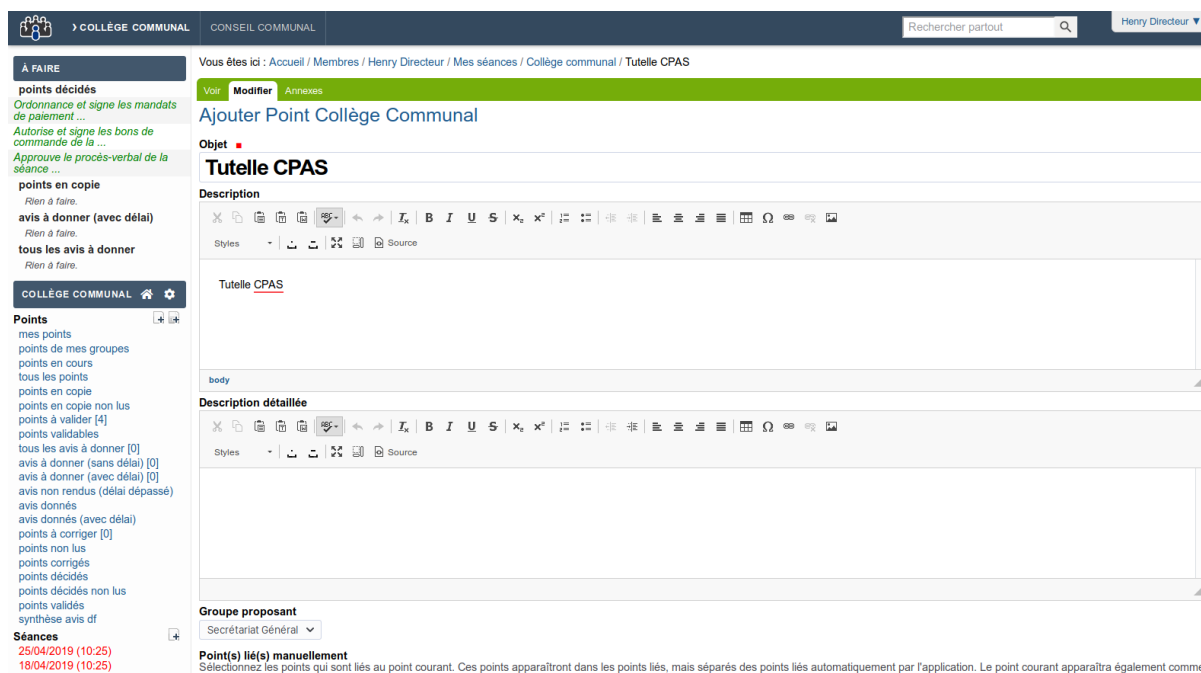 COLLÈGE COMMUNAL CONSEIL COMMUNAL Rechercher partout Henry Directeur
À FAIRE
points décidés
Ordonnance et signe les mandats
de paiement ...
Autorise et signe les bons de
commande de la ...
Approuve le procès-verbal de la
séance ...
points en copie
Rien à faire.
avis à donner (avec délai)
Rien à faire.
tous les avis à donner
Rien à faire.
COLLÈGE COMMUNAL
Points
mes points
points de mes groupes
points en cours
tous les points
points en copie
points en copie non lus
points à valider [4]
points validables
tous les avis à donner [0]
avis à donner (sans délai) [0]
avis à donner (avec délai) [0]
avis non rendus (délai dépassé)
avis donnés
avis donnés (avec délai)
points à corriger [0]
points non lus
points corrigés
points décidés
points décidés non lus
points validés
synthèse avis df
Séances
25/04/2019 (10:25)
18/04/2019 (10:25)
Vous êtes ici : Accueil / Membres / Henry Directeur / Mes séances / Collège communal / Tutelle CPAS
Voir Modifier Annexes
Ajouter Point Collège Communal
Objet
Tutelle CPAS
Description
Styles Source
Tutelle CPAS
body
Description détaillée
Styles Source
Groupe proposant
Secrétariat Général
Point(s) lié(s) manuellement
Sélectionnez les points qui sont liés au point courant. Ces points apparaîtront dans les points liés, mais séparés des points liés automatiquement par l'application. Le point courant apparaîtra également comme